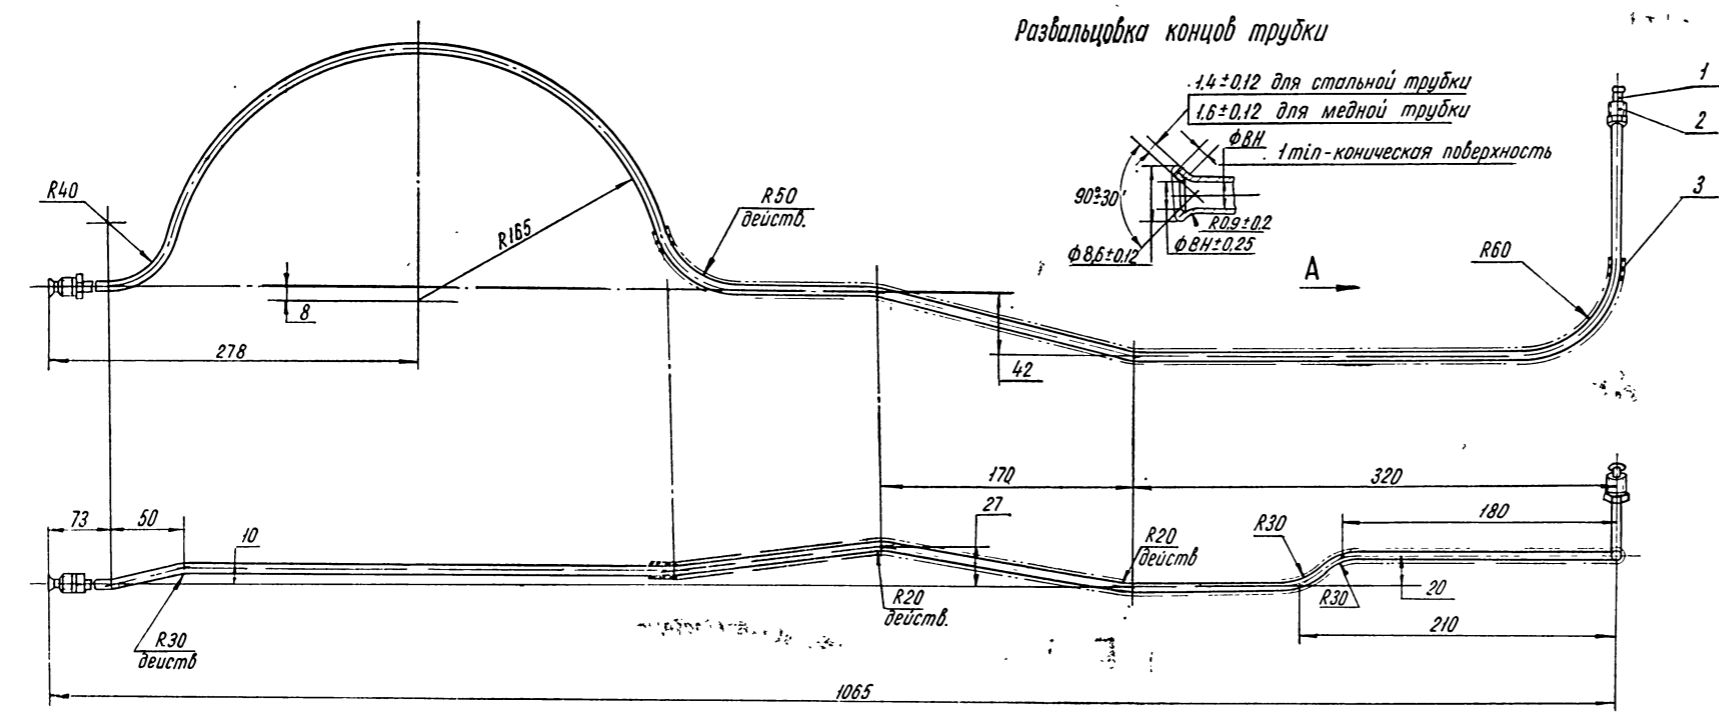 Развальцовка концов трубки
1,4±0,12 для стальной трубки
1,6±0,12 для медной трубки
ФВН
1 min-коническая поверхность
90°±30'
R0,9±0,2
ФВН±0,25
Ф8,6±0,12
1
2
3
R40
R165
R50
действ.
А
R60
8
278
42
170
320
73
50
10
27
R20
действ
R30
180
R30
20
210
R20
действ.
R30
действ
1065